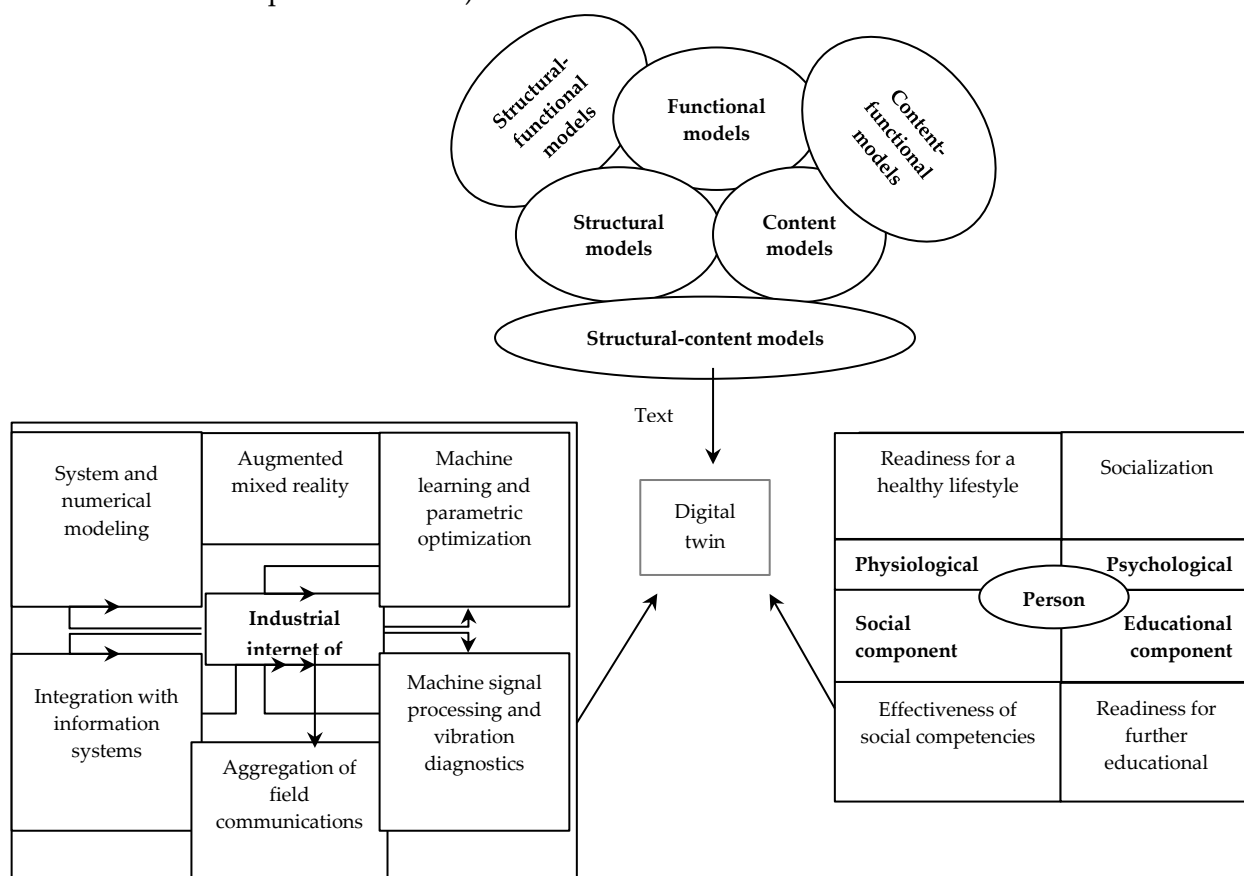 Structural-
functional
models
Functional
models
Content-
functional
models
Structural
models
Content
models
Structural-content models
Text
System and
numerical
modeling
Augmented
mixed reality
Machine
learning and
parametric
optimization
Industrial
internet of
Integration with
information
systems
Aggregation of
field
communications
Machine signal
processing and
vibration
diagnostics
Digital
twin
Readiness for a
healthy lifestyle
Socialization
Physiological
Psychological
Person
Social
component
Educational
component
Effectiveness of
social competencies
Readiness for
further
educational